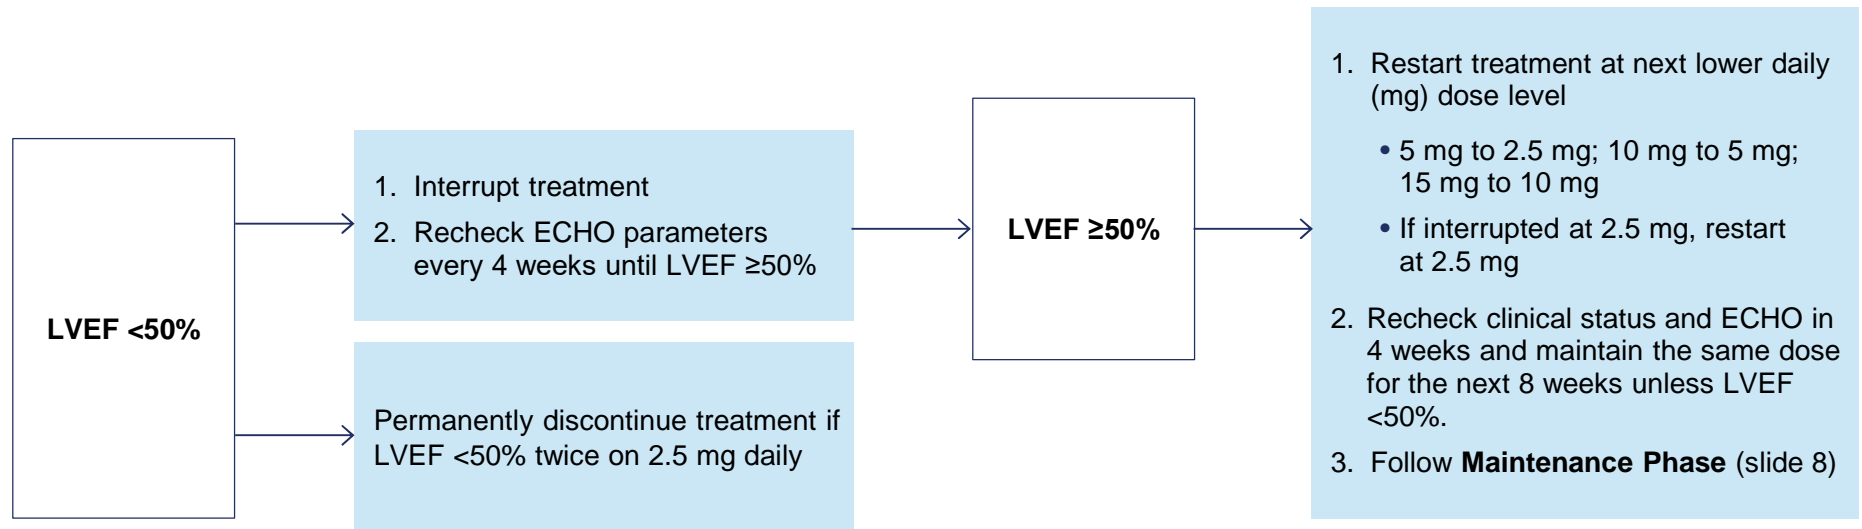 LVEF <50%
1. Interrupt treatment
2. Recheck ECHO parameters
every 4 weeks until LVEF ≥50%
Permanently discontinue treatment if
LVEF <50% twice on 2.5 mg daily
LVEF ≥50%
1. Restart treatment at next lower daily
(mg) dose level
• 5 mg to 2.5 mg; 10 mg to 5 mg;
15 mg to 10 mg
• If interrupted at 2.5 mg, restart
at 2.5 mg
2. Recheck clinical status and ECHO in
4 weeks and maintain the same dose
for the next 8 weeks unless LVEF
<50%.
3. Follow Maintenance Phase (slide 8)